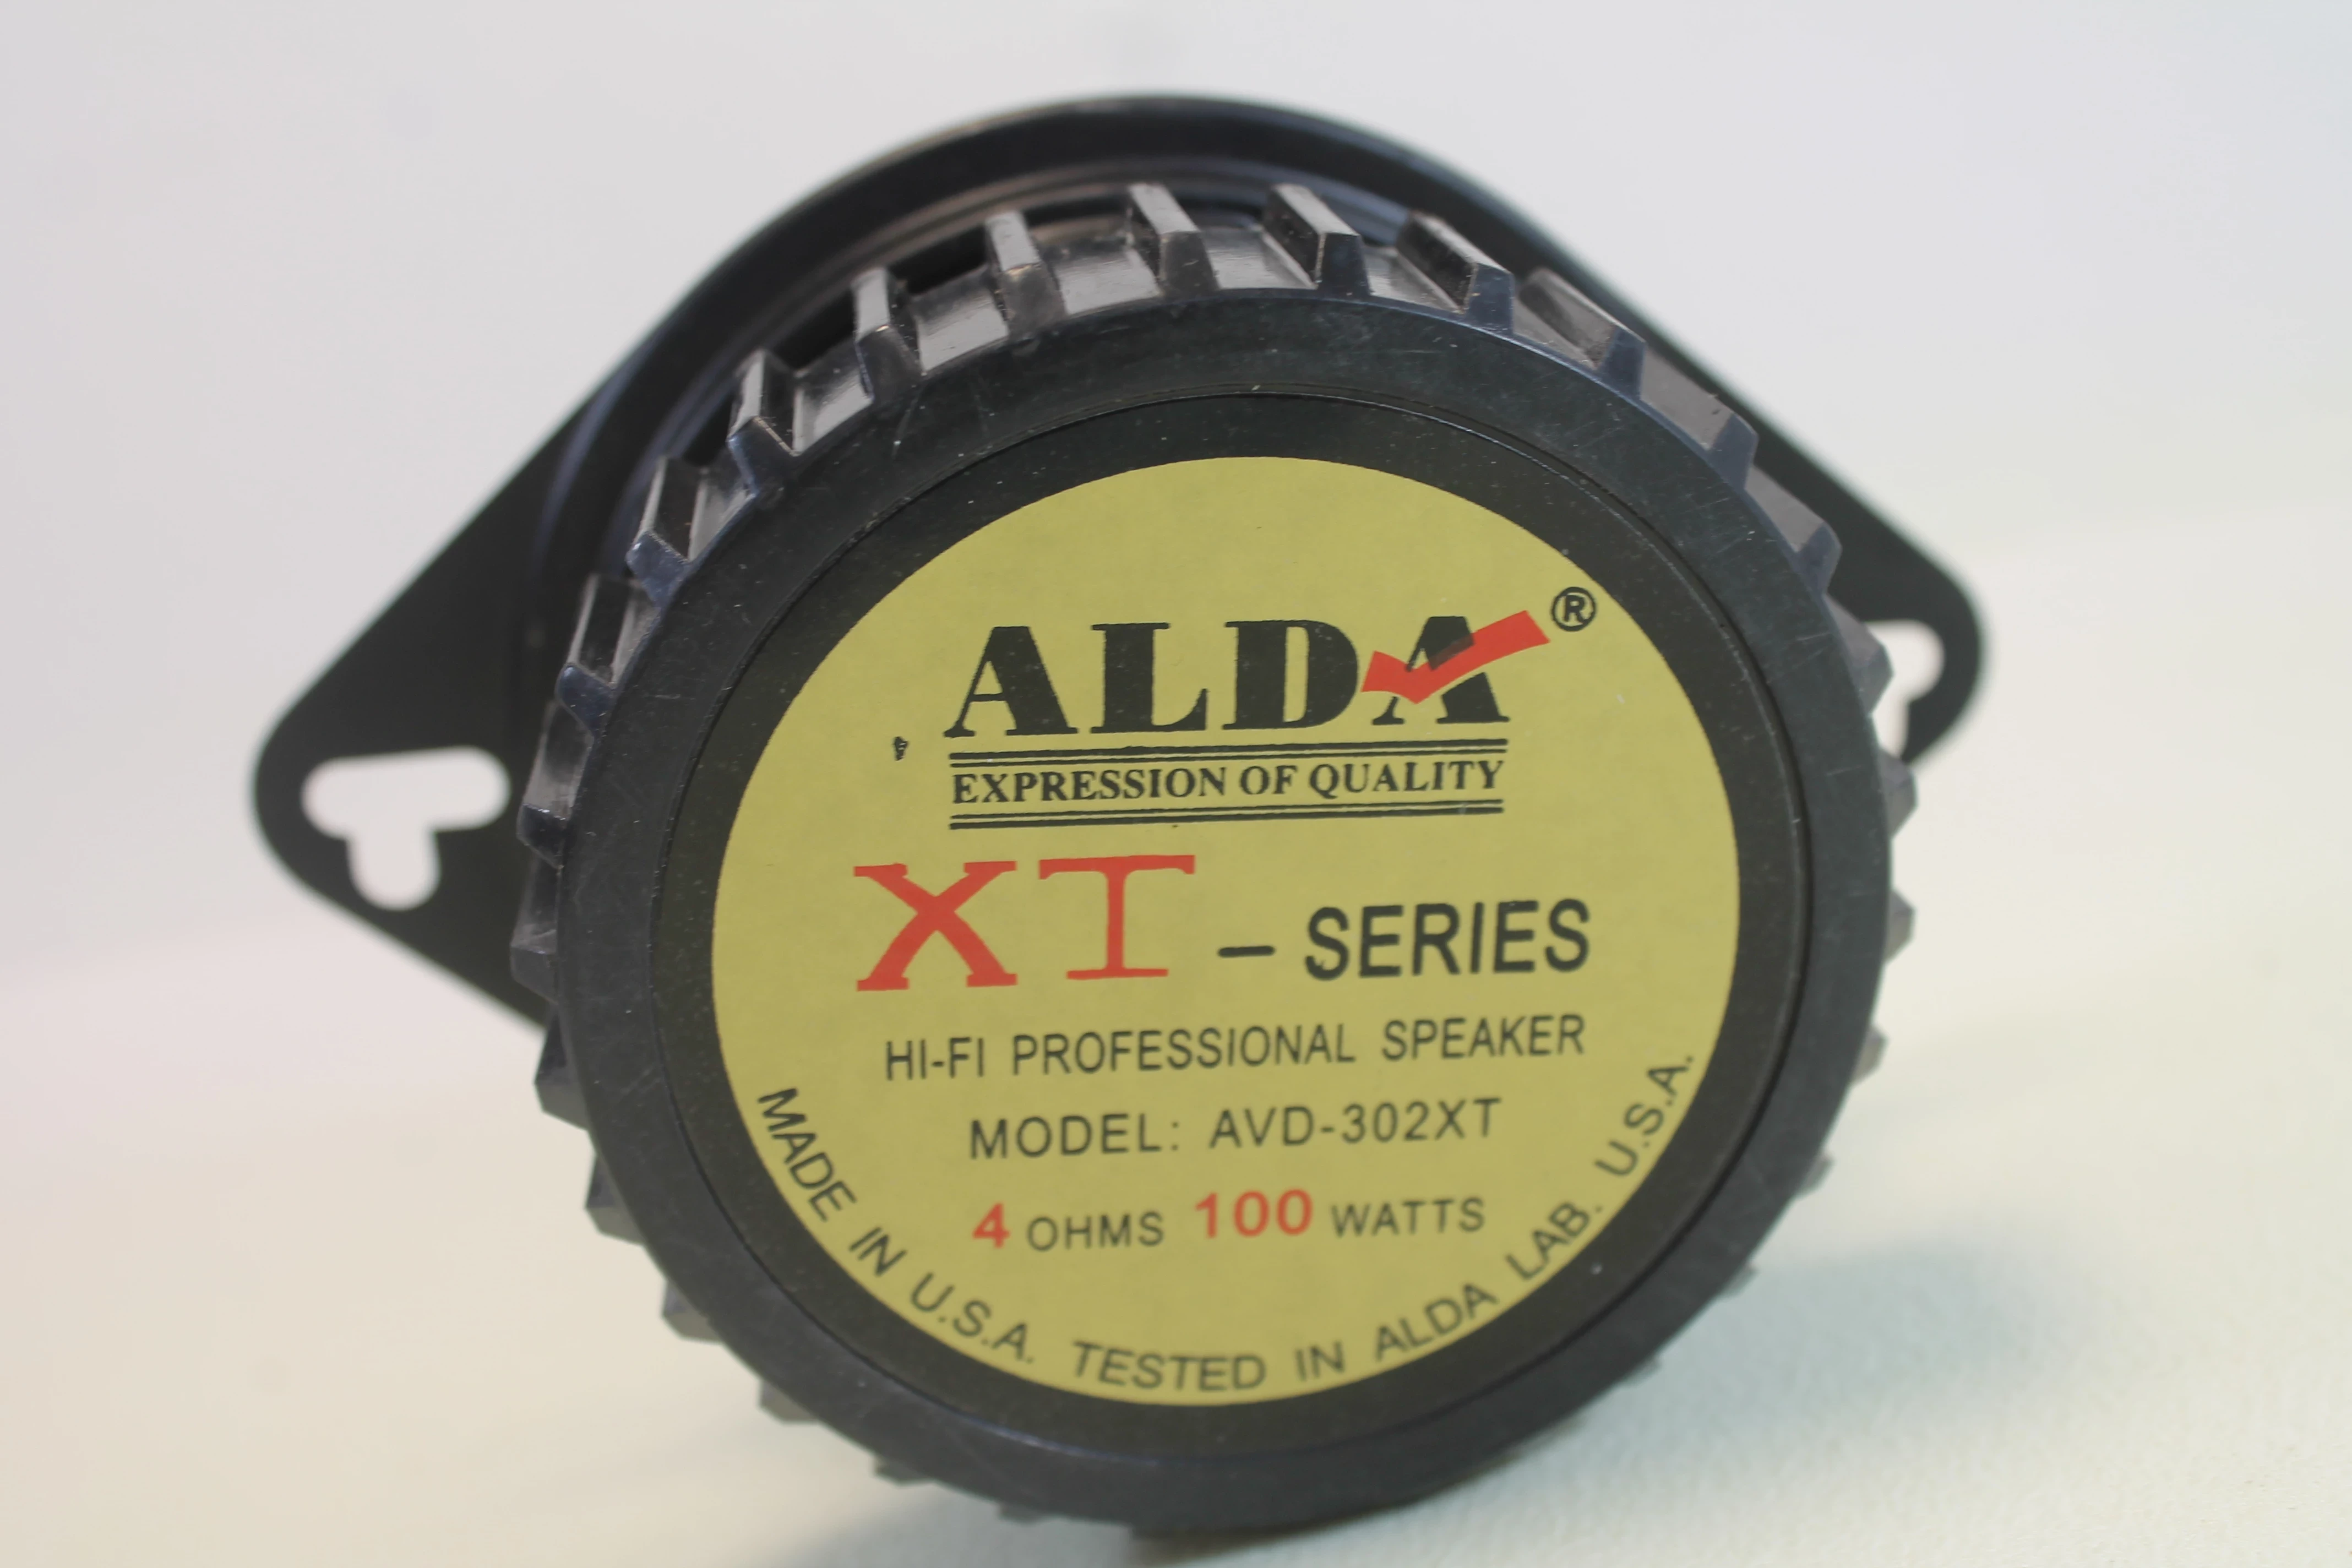 ALDA®
EXPRESSION OF QUALITY
XT – SERIES
HI-FI PROFESSIONAL SPEAKER
MODEL: AVD-302XT
4 OHMS 100 WATTS
MADE IN U.S.A. TESTED IN ALDA LAB. U.S.A.